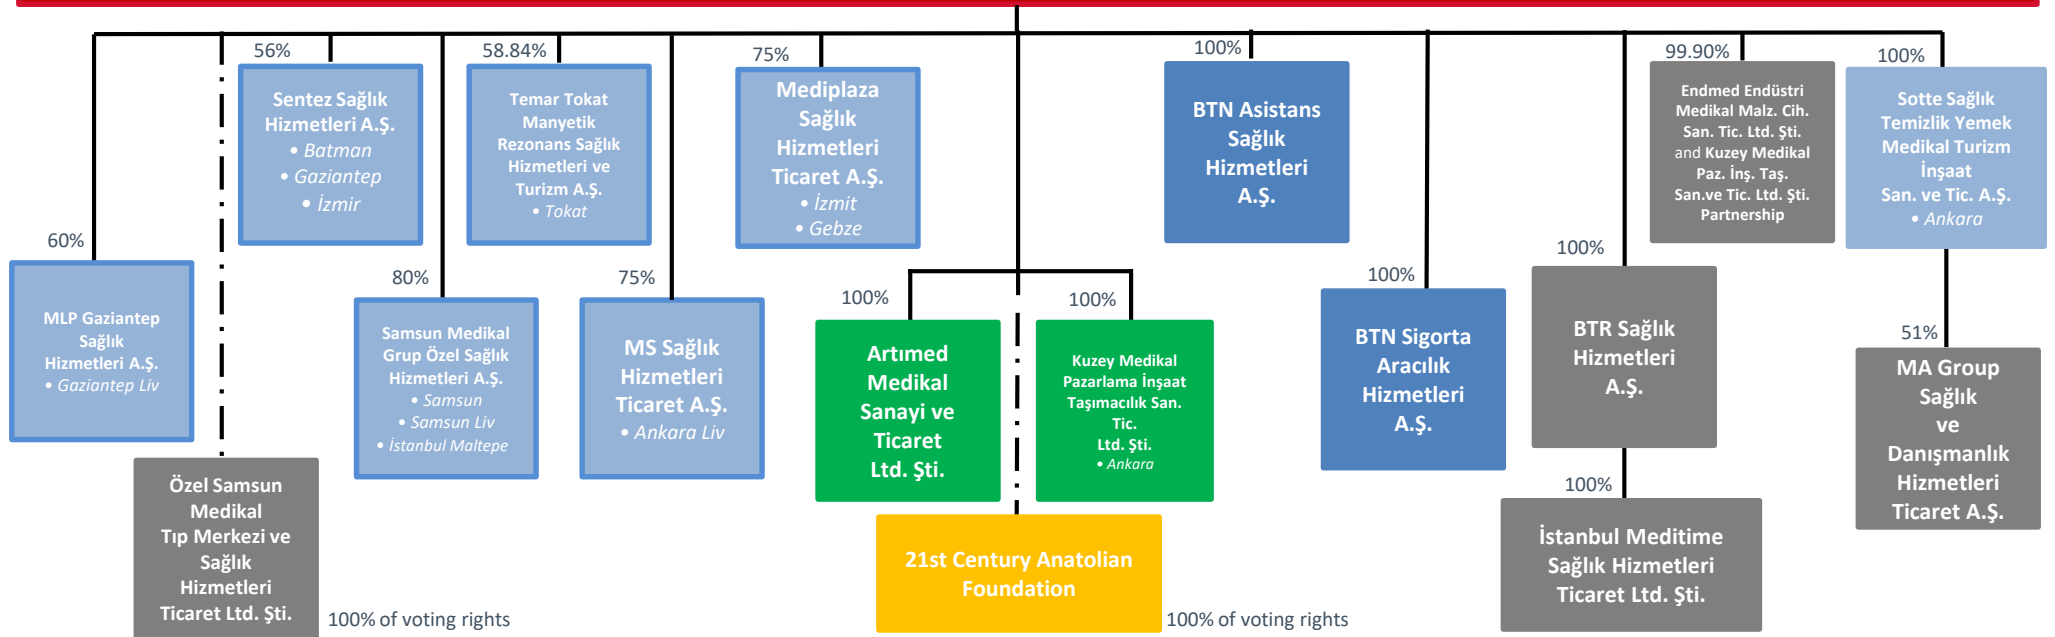 56%
Sentez Sağlık
Hizmetleri A.Ş.
• Batman
• Gaziantep
• İzmir
58.84%
Temar Tokat
Manyetik
Rezonans Sağlık
Hizmetleri ve
Turizm A.Ş.
• Tokat
75%
Mediplaza
Sağlık
Hizmetleri
Ticaret A.Ş.
• İzmit
• Gebze
100%
BTN Asistans
Sağlık
Hizmetleri
A.Ş.
99.90%
Endmed Endüstri
Medikal Malz. Cih.
San. Tic. Ltd. Şti.
and Kuzey Medikal
Paz. İnş. Taş.
San.ve Tic. Ltd. Şti.
Partnership
100%
Sotte Sağlık
Temizlik Yemek
Medikal Turizm
İnşaat
San. ve Tic. A.Ş.
• Ankara
60%
MLP Gaziantep
Sağlık
Hizmetleri A.Ş.
• Gaziantep Liv
80%
Samsun Medikal
Grup Özel Sağlık
Hizmetleri A.Ş.
• Samsun
• Samsun Liv
• İstanbul Maltepe
75%
MS Sağlık
Hizmetleri
Ticaret A.Ş.
• Ankara Liv
100%
Artımed
Medikal
Sanayi ve
Ticaret
Ltd. Şti.
100%
Kuzey Medikal
Pazarlama İnşaat
Taşımacılık San.
Tic.
Ltd. Şti.
• Ankara
100%
BTN Sigorta
Aracılık
Hizmetleri
A.Ş.
100%
BTR Sağlık
Hizmetleri
A.Ş.
51%
MA Group
Sağlık
ve
Danışmanlık
Hizmetleri
Ticaret A.Ş.
Özel Samsun
Medikal
Tıp Merkezi ve
Sağlık
Hizmetleri
Ticaret Ltd. Şti.
100% of voting rights
21st Century Anatolian
Foundation
100% of voting rights
100%
İstanbul Meditime
Sağlık Hizmetleri
Ticaret Ltd. Şti.